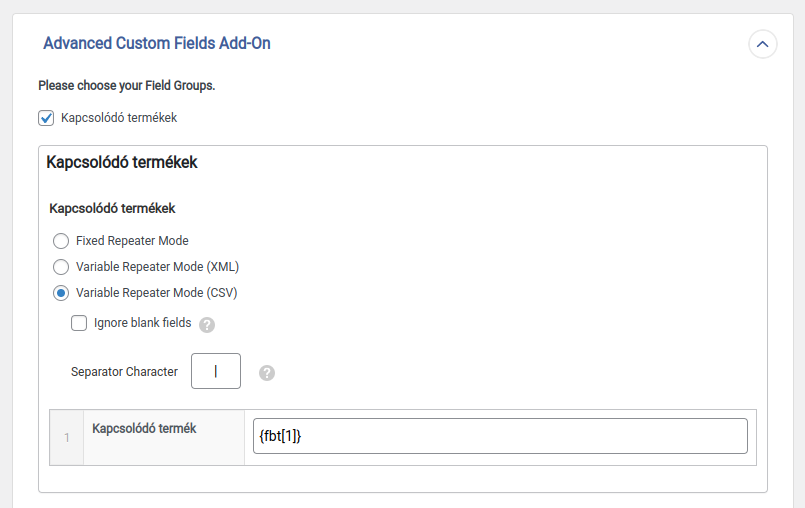 Advanced Custom Fields Add-On
Please choose your Field Groups.
Kapcsolódó termékek
Kapcsolódó termékek
Kapcsolódó termékek
Fixed Repeater Mode
Variable Repeater Mode (XML)
Variable Repeater Mode (CSV)
Ignore blank fields ?
Separator Character | ?
1 Kapcsolódó termék {fbt[1]}